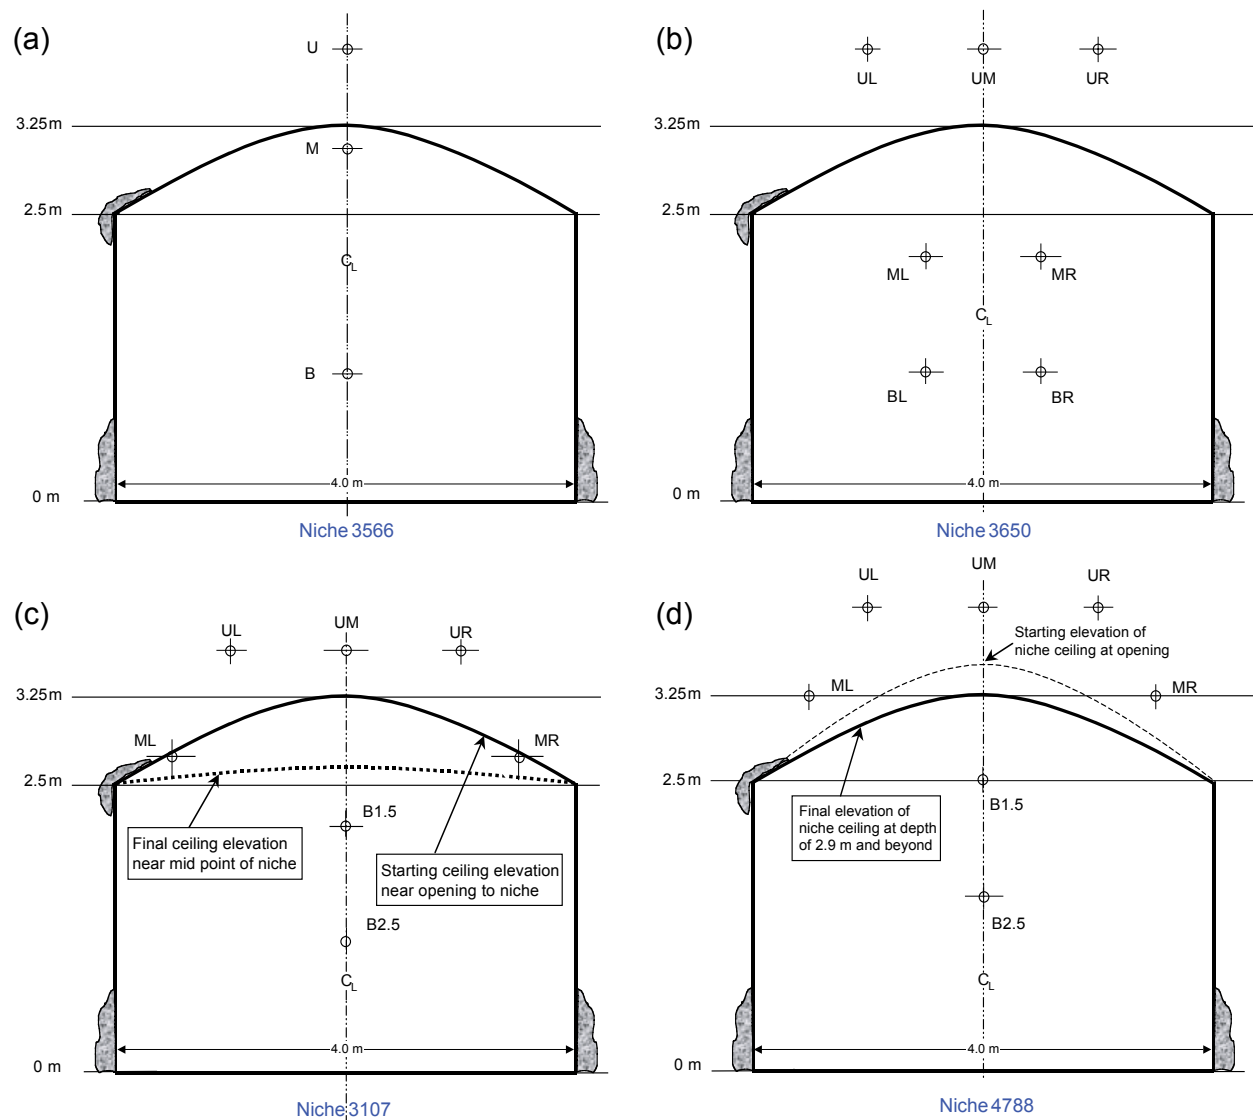 (a)
U
3.25m
M
2.5m
CL
B
4.0 m
0 m
Niche 3566
(b)
UL UM UR
3.25m
2.5m
ML MR
CL
BL BR
4.0 m
0 m
Niche 3650
(c)
UL UM UR
3.25m
ML MR
2.5m
B1.5
Final ceiling elevation
near mid point of niche
Starting ceiling elevation
near opening to niche
B2.5
CL
4.0 m
0 m
Niche 3107
(d)
UM
UL UR
Starting elevation of
niche ceiling at opening
3.25m
ML MR
2.5m
B1.5
Final elevation of
niche ceiling at depth
of 2.9 m and beyond
B2.5
CL
4.0 m
0 m
Niche 4788